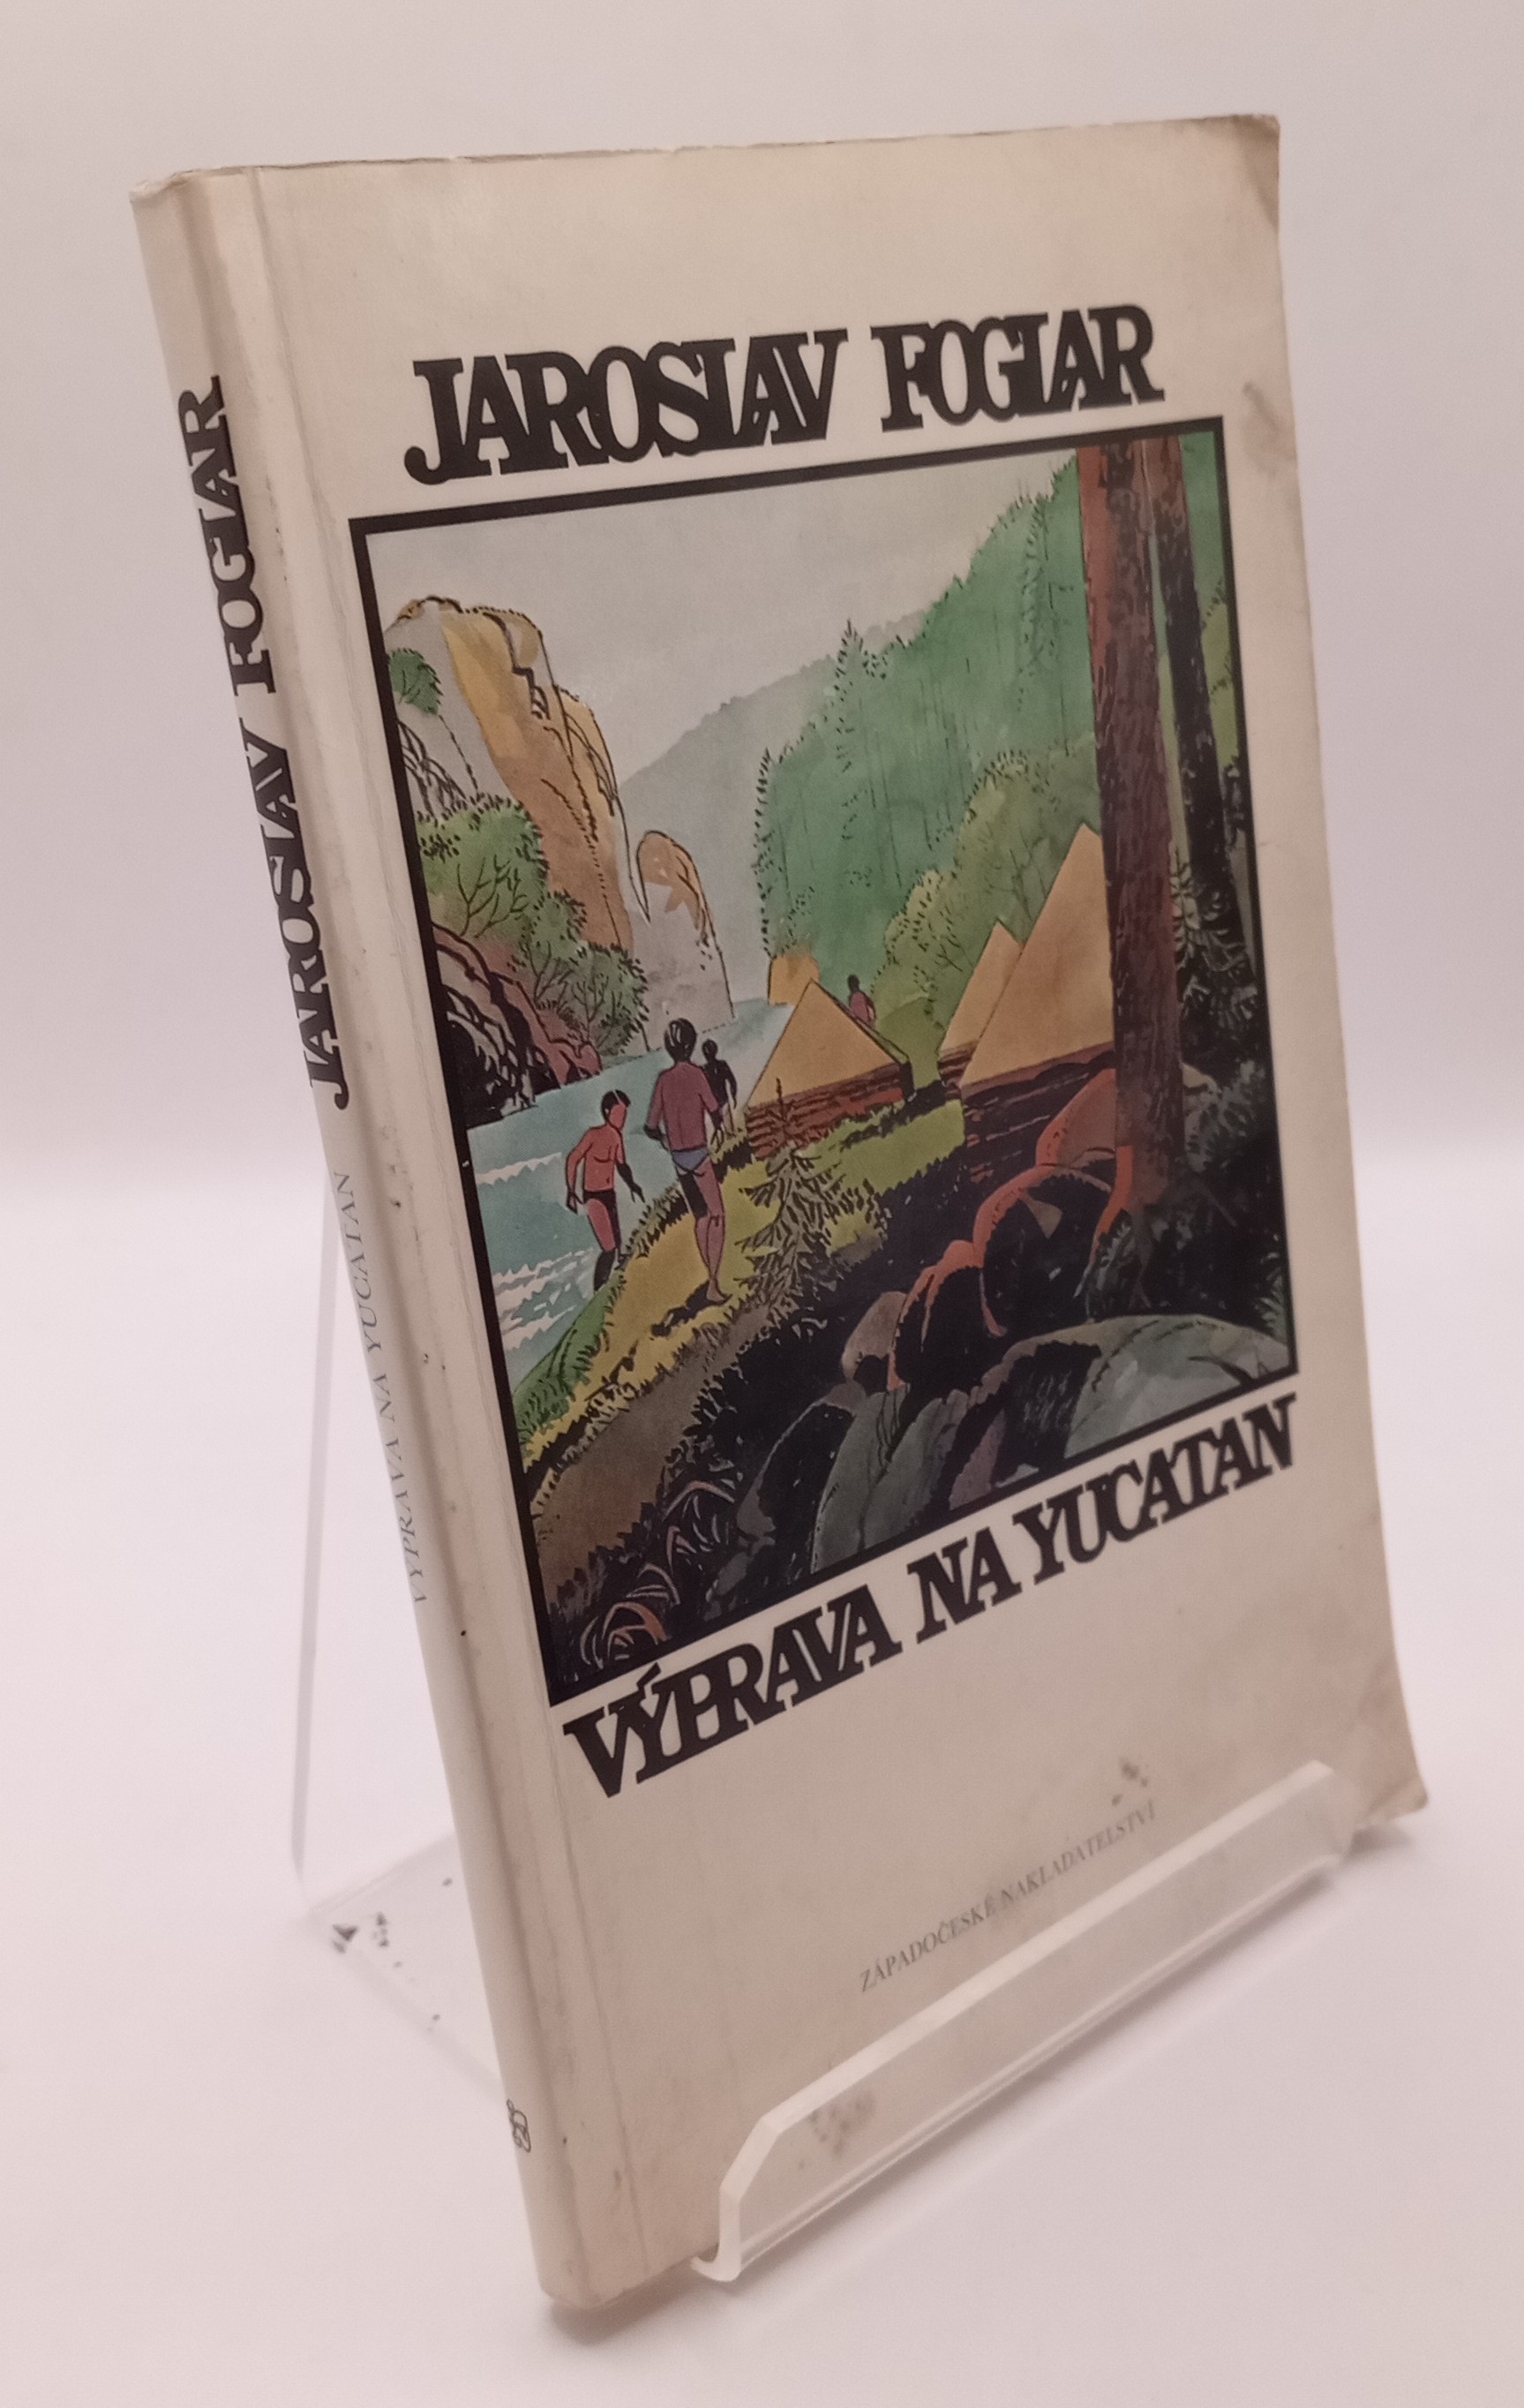 JAROSLAV FOGLAR
VÝPRAVA NA YUCATAN
ZÁPADOČESKÉ NAKLADATELSTVÍ
JAROSLAV FOGLAR VÝPRAVA NA YUCATAN